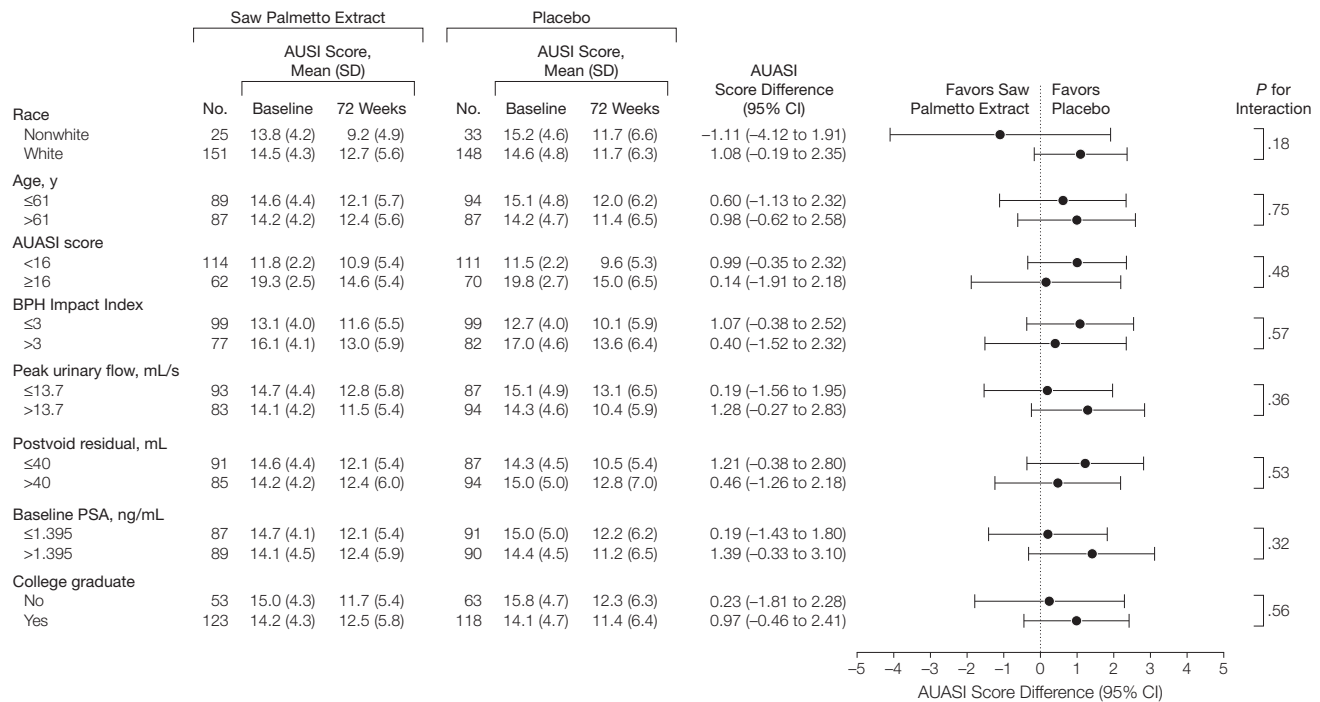 Saw Palmetto Extract Placebo
AUSI Score, Mean (SD) AUSI Score, Mean (SD) AUASI Score Difference (95% CI) Favors Saw Palmetto Extract Favors Placebo P for Interaction
No. Baseline 72 Weeks No. Baseline 72 Weeks
Race
Nonwhite 25 13.8 (4.2) 9.2 (4.9) 33 15.2 (4.6) 11.7 (6.6) –1.11 (–4.12 to 1.91)
.18
White 151 14.5 (4.3) 12.7 (5.6) 148 14.6 (4.8) 11.7 (6.3) 1.08 (–0.19 to 2.35)
Age, y
≤61 89 14.6 (4.4) 12.1 (5.7) 94 15.1 (4.8) 12.0 (6.2) 0.60 (–1.13 to 2.32)
.75
>61 87 14.2 (4.2) 12.4 (5.6) 87 14.2 (4.7) 11.4 (6.5) 0.98 (–0.62 to 2.58)
AUASI score
<16 114 11.8 (2.2) 10.9 (5.4) 111 11.5 (2.2) 9.6 (5.3) 0.99 (–0.35 to 2.32)
.48
≥16 62 19.3 (2.5) 14.6 (5.4) 70 19.8 (2.7) 15.0 (6.5) 0.14 (–1.91 to 2.18)
BPH Impact Index
≤3 99 13.1 (4.0) 11.6 (5.5) 99 12.7 (4.0) 10.1 (5.9) 1.07 (–0.38 to 2.52)
.57
>3 77 16.1 (4.1) 13.0 (5.9) 82 17.0 (4.6) 13.6 (6.4) 0.40 (–1.52 to 2.32)
Peak urinary flow, mL/s
≤13.7 93 14.7 (4.4) 12.8 (5.8) 87 15.1 (4.9) 13.1 (6.5) 0.19 (–1.56 to 1.95)
.36
>13.7 83 14.1 (4.2) 11.5 (5.4) 94 14.3 (4.6) 10.4 (5.9) 1.28 (–0.27 to 2.83)
Postvoid residual, mL
≤40 91 14.6 (4.4) 12.1 (5.4) 87 14.3 (4.5) 10.5 (5.4) 1.21 (–0.38 to 2.80)
.53
>40 85 14.2 (4.2) 12.4 (6.0) 94 15.0 (5.0) 12.8 (7.0) 0.46 (–1.26 to 2.18)
Baseline PSA, ng/mL
≤1.395 87 14.7 (4.1) 12.1 (5.4) 91 15.0 (5.0) 12.2 (6.2) 0.19 (–1.43 to 1.80)
.32
>1.395 89 14.1 (4.5) 12.4 (5.9) 90 14.4 (4.5) 11.2 (6.5) 1.39 (–0.33 to 3.10)
College graduate
No 53 15.0 (4.3) 11.7 (5.4) 63 15.8 (4.7) 12.3 (6.3) 0.23 (–1.81 to 2.28)
.56
Yes 123 14.2 (4.3) 12.5 (5.8) 118 14.1 (4.7) 11.4 (6.4) 0.97 (–0.46 to 2.41)
–5 –4 –3 –2 –1 0 1 2 3 4 5
AUASI Score Difference (95% CI)